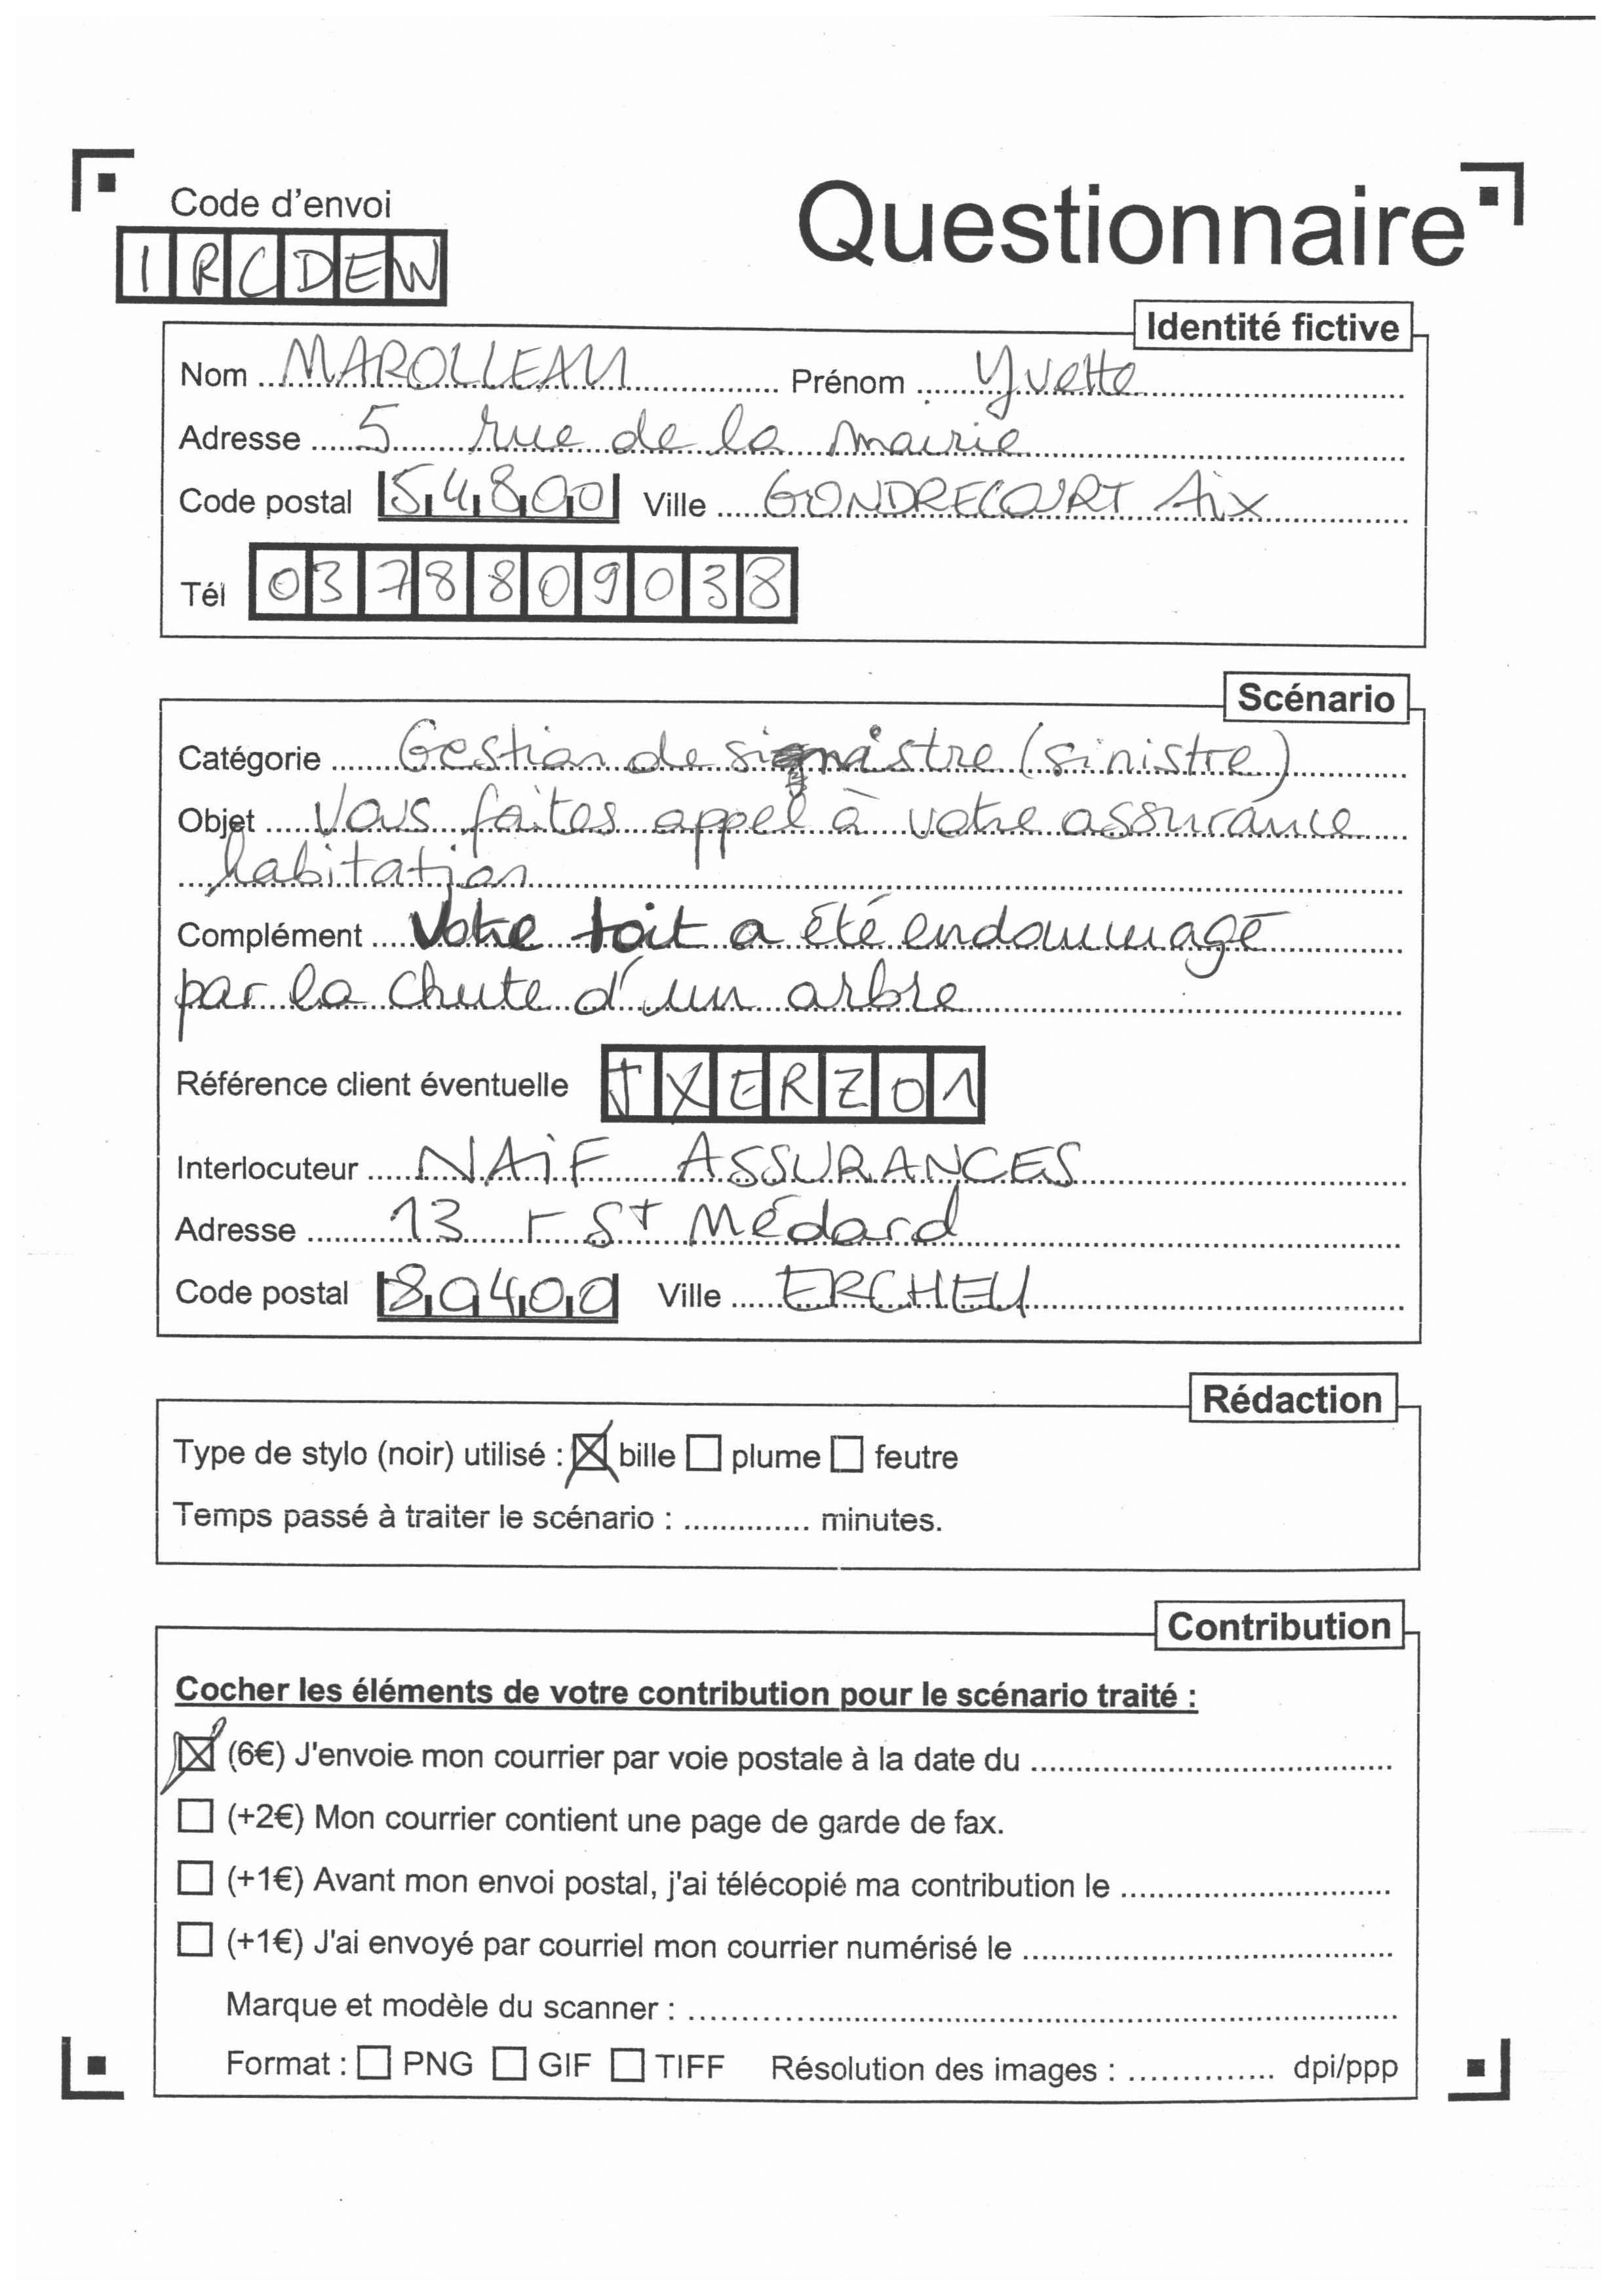 Code d'envoi
Questionnaire
IRCDEW
Identité fictive
Nom MAROLLEAU Prénom Yvette
Adresse 5 rue de la mairie
Code postal 54800 Ville GONDRECOURT Aix
Tél 0378809038
Scénario
Catégorie Gestion de (sinistre)
Objet Vous faites appel à votre assurance
habitation
Complément Votre toit a été endommagé
par la chute d'un arbre
Référence client éventuelle JXERZ01
Interlocuteur NAiF ASSURANCES
Adresse 13 r St Médard
Code postal 80400 Ville ERCHEU
Rédaction
Type de stylo (noir) utilisé : bille plume feutre
Temps passé à traiter le scénario : .............. minutes.
Contribution
Cocher les éléments de votre contribution pour le scénario traité :
(6€) J'envoie mon courrier par voie postale à la date du
(+2€) Mon courrier contient une page de garde de fax.
(+1€) Avant mon envoi postal, j'ai télécopié ma contribution le
(+1€) J'ai envoyé par courriel mon courrier numérisé le
Marque et modèle du scanner :
Format : PNG GIF TIFF Résolution des images : .............. dpi/ppp